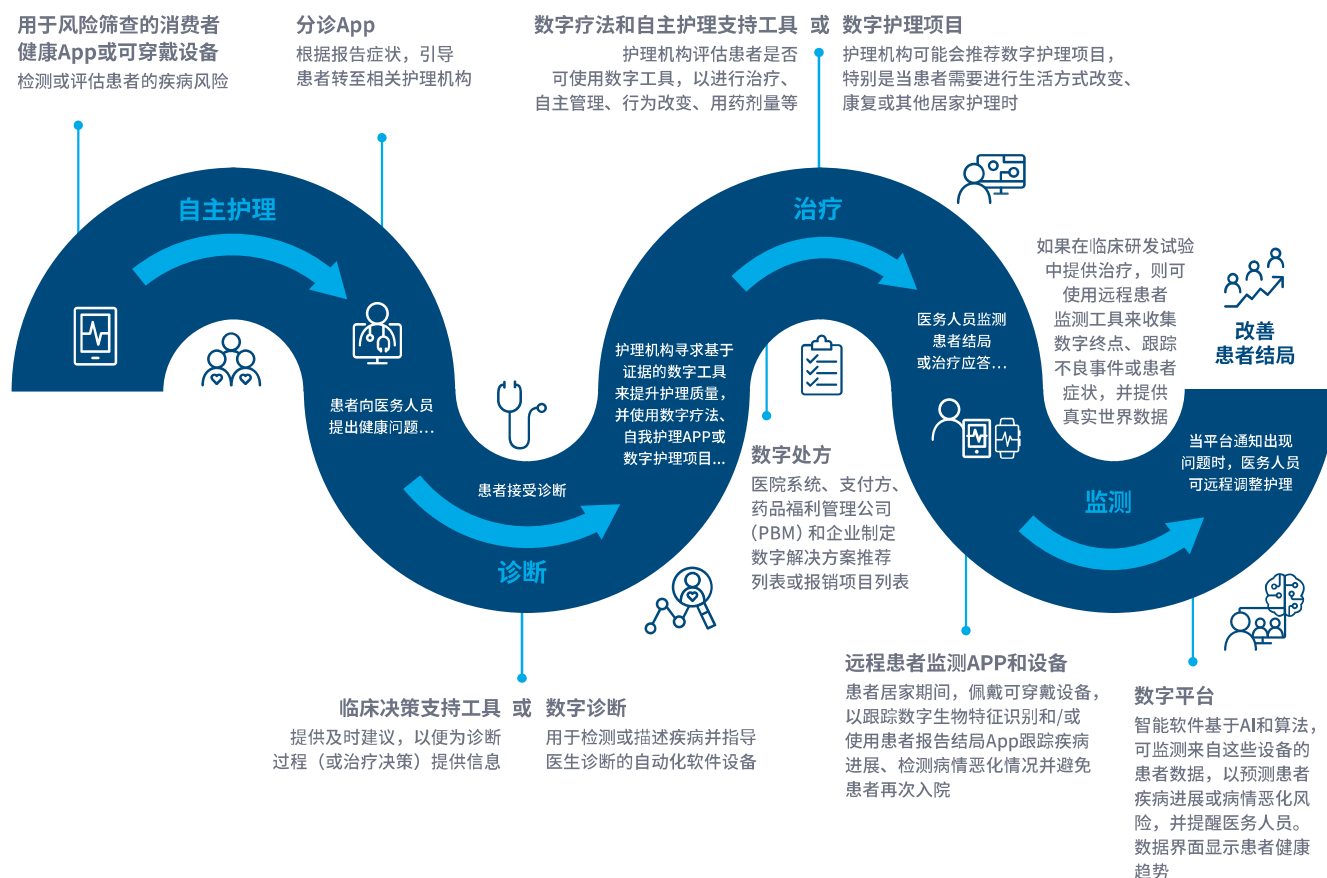 用于风险筛查的消费者
健康App或可穿戴设备
检测或评估患者的疾病风险
分诊App
根据报告症状，引导
患者转至相关护理机构
数字疗法和自主护理支持工具 或 数字护理项目
护理机构评估患者是否
可使用数字工具，以进行治疗、
自主管理、行为改变、用药剂量等
护理机构可能会推荐数字护理项目，
特别是当患者需要进行生活方式改变、
康复或其他居家护理时
自主护理
患者向医务人员
提出健康问题…
患者接受诊断
诊断
临床决策支持工具 或 数字诊断
提供及时建议，以便为诊断
过程（或治疗决策）提供信息
用于检测或描述疾病并指导
医生诊断的自动化软件设备
护理机构寻求基于
证据的数字工具
来提升护理质量，
并使用数字疗法、
自我护理APP或
数字护理项目...
治疗
数字处方
医院系统、支付方、
药品福利管理公司
（PBM）和企业制定
数字解决方案推荐
列表或报销项目列表
医务人员监测
患者结局
或治疗应答…
如果在临床研发试验
中提供治疗，则可
使用远程患者
监测工具来收集
数字终点、跟踪
不良事件或患者
症状，并提供
真实世界数据
监测
远程患者监测APP和设备
患者居家期间，佩戴可穿戴设备，
以跟踪数字生物特征识别和/或
使用患者报告结局App跟踪疾病
进展、检测病情恶化情况并避免
患者再次入院
当平台通知出现
问题时，医务人员
可远程调整护理
改善
患者结局
数字平台
智能软件基于AI和算法，
可监测来自这些设备的
患者数据，以预测患者
疾病进展或病情恶化风
险，并提醒医务人员。
数据界面显示患者健康
趋势